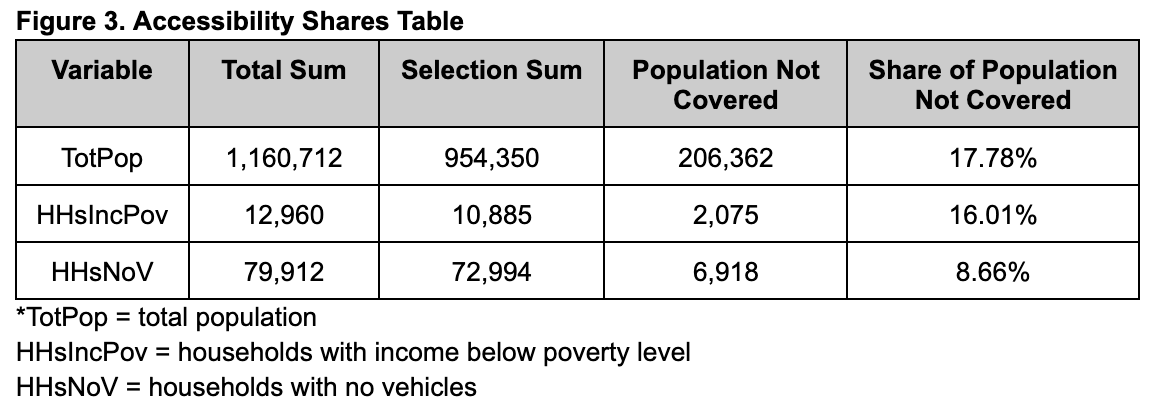 Figure 3. Accessibility Shares Table
Variable Total Sum Selection Sum Population Not Covered Share of Population Not Covered
TotPop 1,160,712 954,350 206,362 17.78%
HHsIncPov 12,960 10,885 2,075 16.01%
HHsNoV 79,912 72,994 6,918 8.66%
*TotPop = total population
HHsIncPov = households with income below poverty level
HHsNoV = households with no vehicles